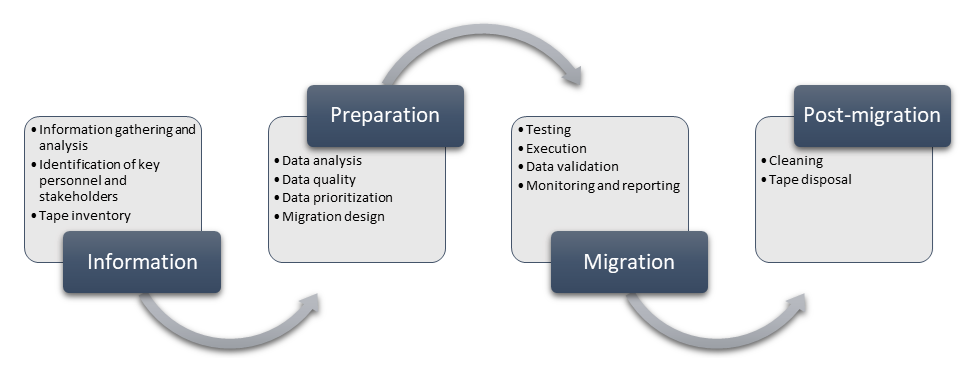 • Information gathering and
analysis
• Identification of key
personnel and
stakeholders
• Tape inventory
Information
Preparation
• Data analysis
• Data quality
• Data prioritization
• Migration design
• Testing
• Execution
• Data validation
• Monitoring and reporting
Migration
Post-migration
• Cleaning
• Tape disposal